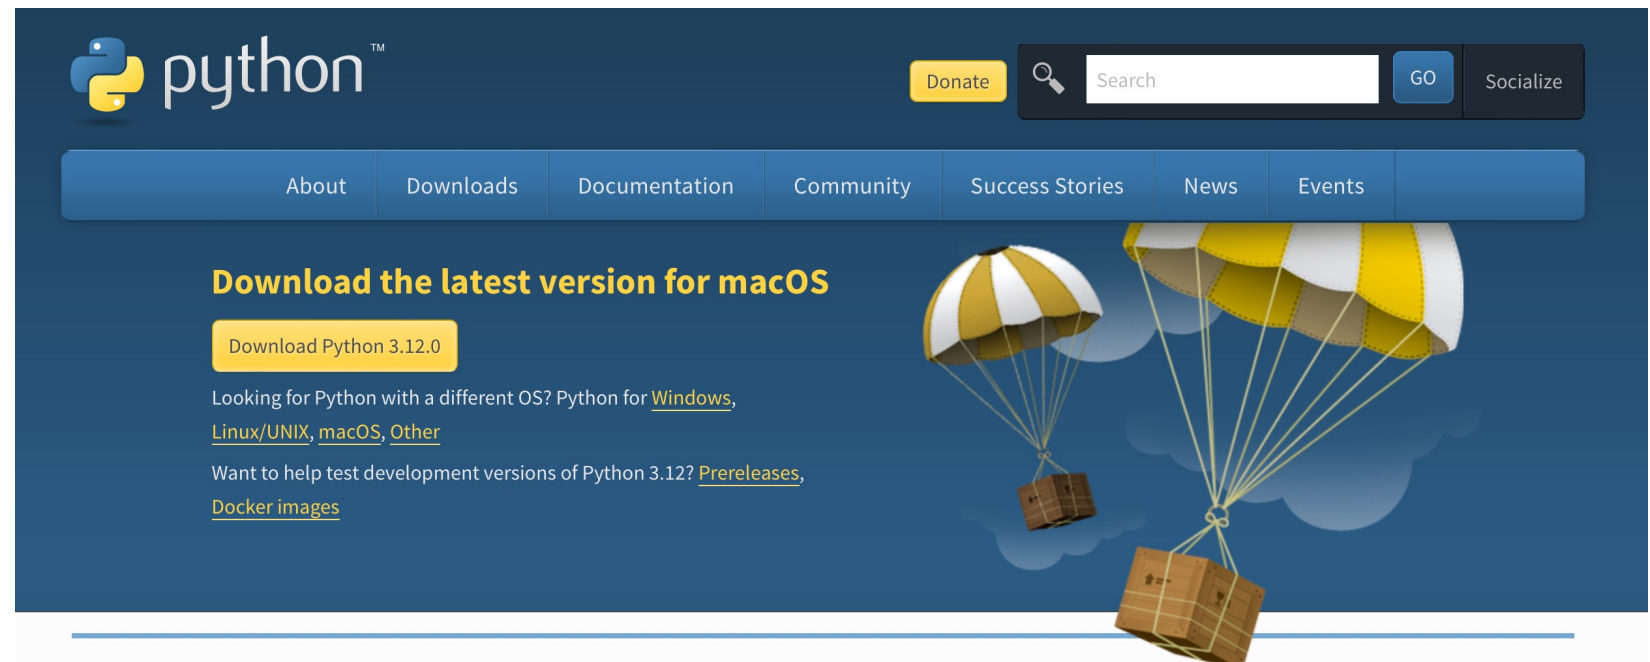 python™
Donate
Search
GO
Socialize
About
Downloads
Documentation
Community
Success Stories
News
Events
Download the latest version for macOS
Download Python 3.12.0
Looking for Python with a different OS? Python for Windows,
Linux/UNIX, macOS, Other
Want to help test development versions of Python 3.12? Prereleases,
Docker images